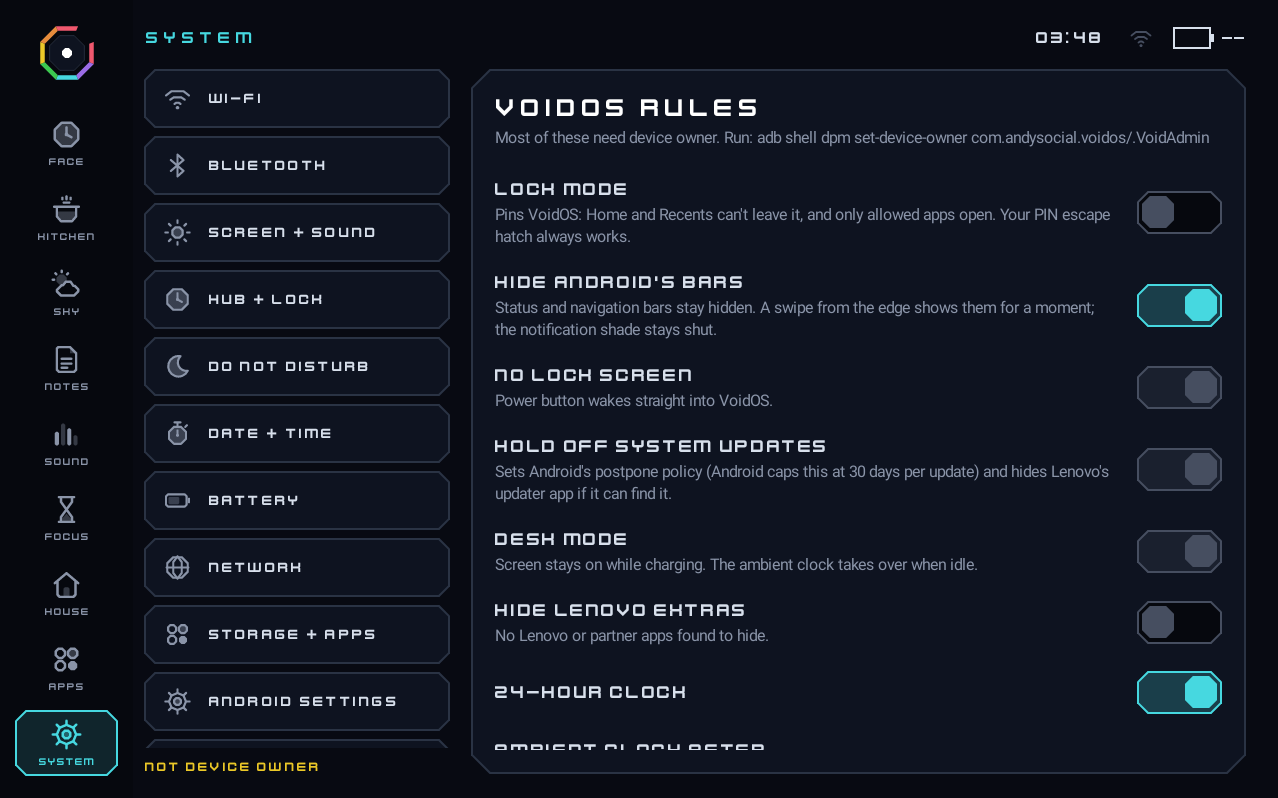 SYSTEM
03:48
--
FACE
KITCHEN
SKY
NOTES
SOUND
FOCUS
HOUSE
APPS
SYSTEM
WI-FI
BLUETOOTH
SCREEN + SOUND
HUB + LOCK
DO NOT DISTURB
DATE + TIME
BATTERY
NETWORK
STORAGE + APPS
ANDROID SETTINGS
NOT DEVICE OWNER
VOIDOS RULES
Most of these need device owner. Run: adb shell dpm set-device-owner com.andysocial.voidos/.VoidAdmin
LOCK MODE
Pins VoidOS: Home and Recents can't leave it, and only allowed apps open. Your PIN escape
hatch always works.
HIDE ANDROID'S BARS
Status and navigation bars stay hidden. A swipe from the edge shows them for a moment;
the notification shade stays shut.
NO LOCK SCREEN
Power button wakes straight into VoidOS.
HOLD OFF SYSTEM UPDATES
Sets Android's postpone policy (Android caps this at 30 days per update) and hides Lenovo's
updater app if it can find it.
DESK MODE
Screen stays on while charging. The ambient clock takes over when idle.
HIDE LENOVO EXTRAS
No Lenovo or partner apps found to hide.
24-HOUR CLOCK
AMBIENT CLOCK AFTER